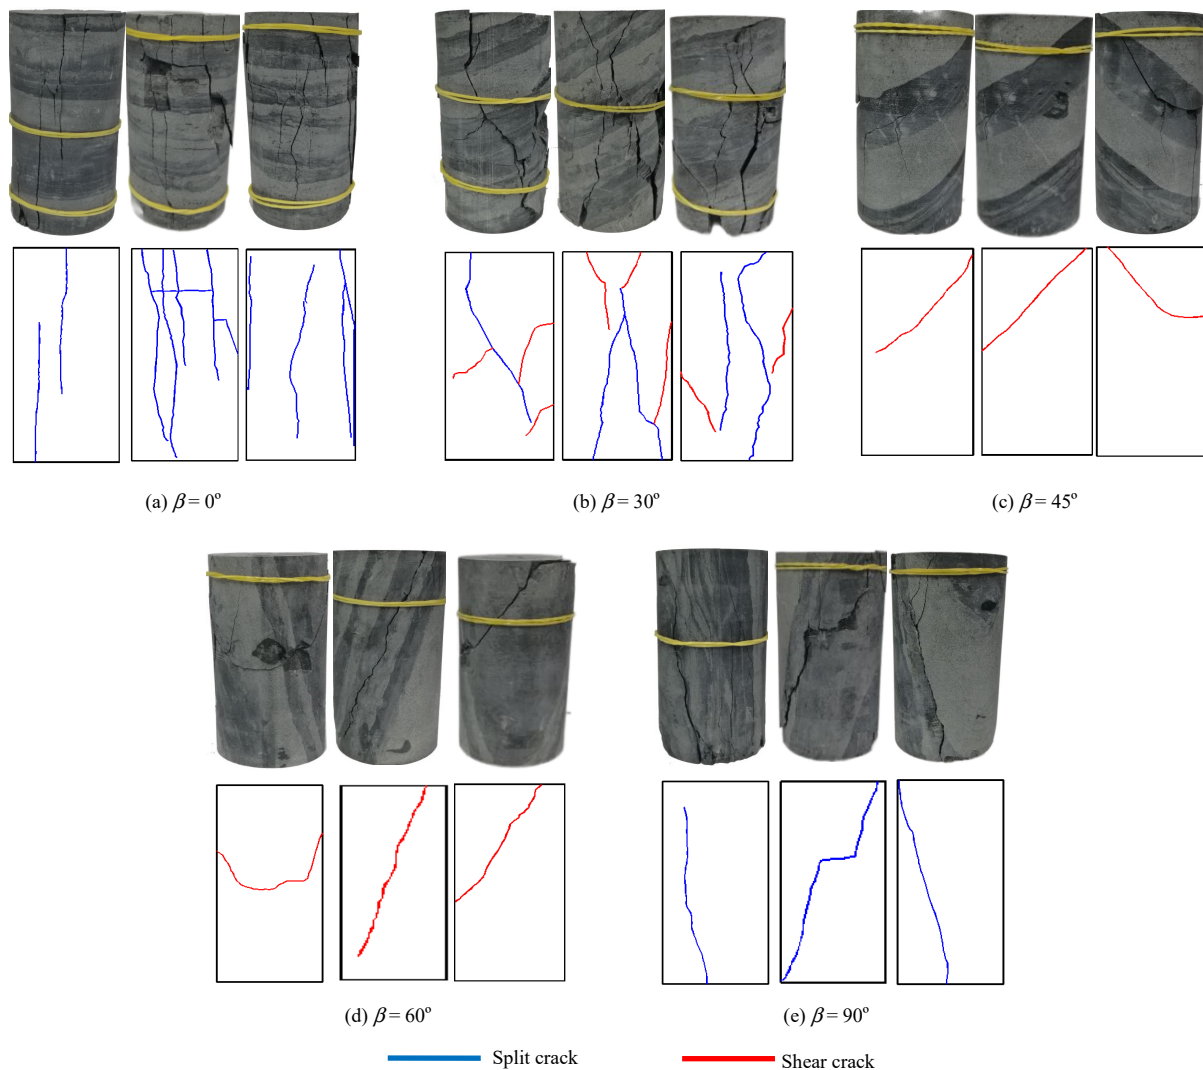 (a) β = 0°
(b) β = 30°
(c) β = 45°
(d) β = 60°
(e) β = 90°
Split crack
Shear crack